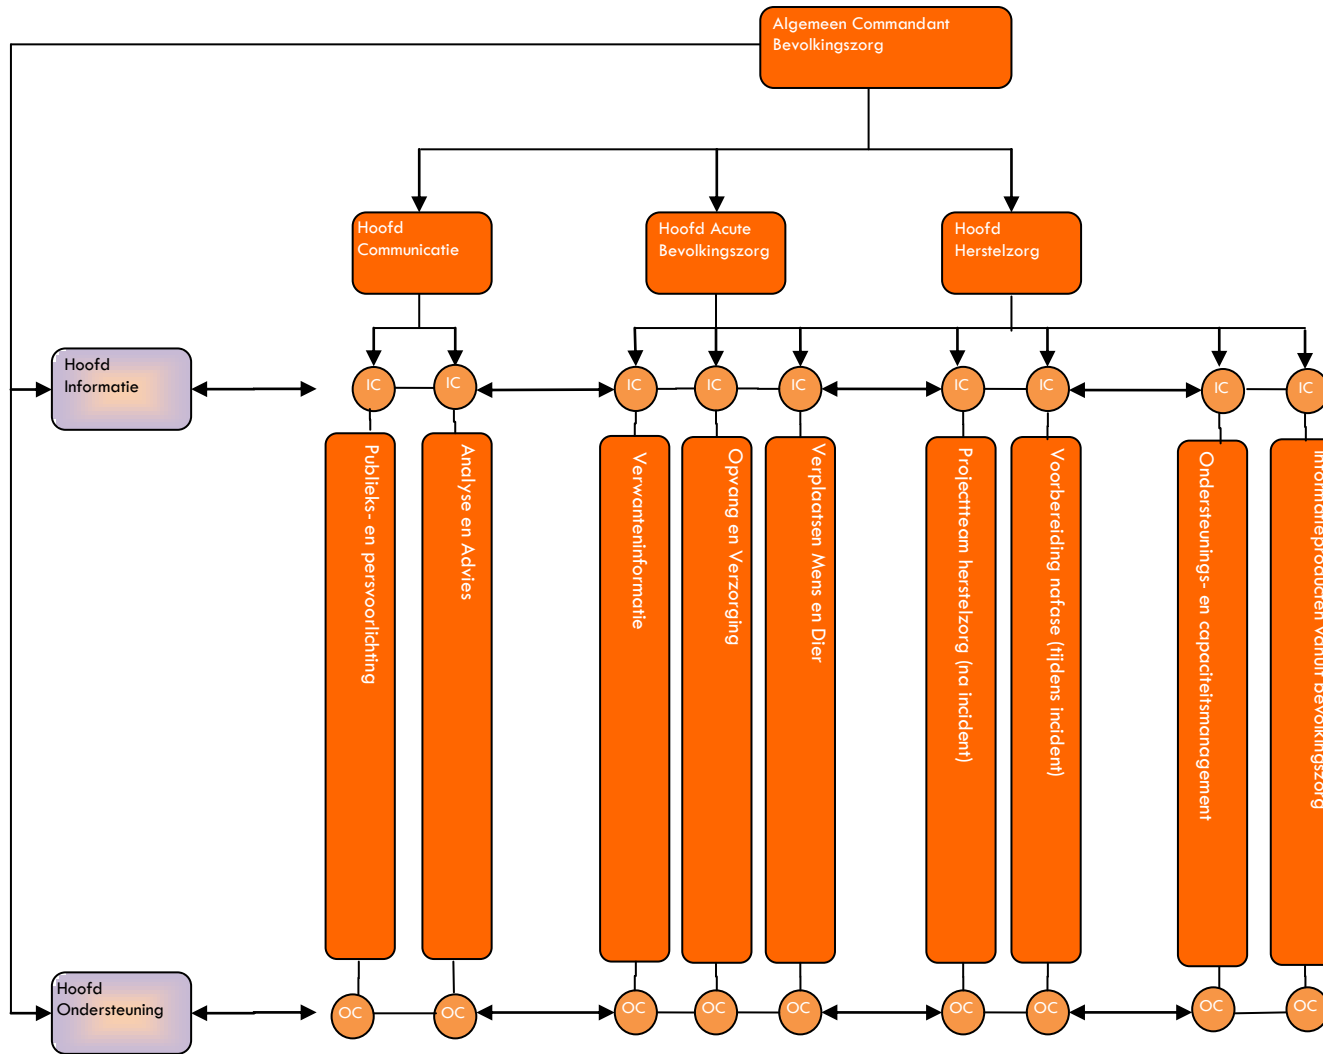 Algemeen Commandant
Bevolkingszorg
Hoofd
Communicatie
Hoofd Acute
Bevolkingszorg
Hoofd
Herstelzorg
Hoofd
Informatie
IC
IC
IC
IC
IC
IC
IC
IC
IC
Publieks- en persvoorlichting
Analyse en Advies
Verwanteninformatie
Opvang en Verzorging
Verplaatsen Mens en Dier
Projectteam herstelzorg (na incident)
Voorbereiding nafase (tijdens incident)
Ondersteunings- en capaciteitsmanagement
Informatieproducten vanuit bevolkingszorg
Hoofd
Ondersteuning
OC
OC
OC
OC
OC
OC
OC
OC
OC